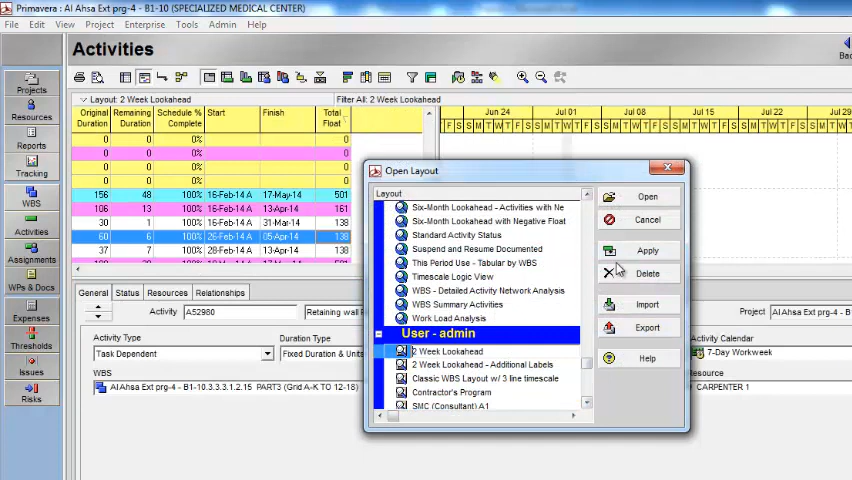 Primavera : Al Ahsa Ext prg-4 - B1-10 (SPECIALIZED MEDICAL CENTER)
File Edit View Project Enterprise Tools Admin Help
Activities
Layout: 2 Week Lookahead
Filter All: 2 Week Lookahead
Original Duration
Remaining Duration
Schedule % Complete
Start
Finish
Total Float
Jun 24 Jul 01 Jul 08 Jul 15 Jul 22
F S S M T W T F S S M T W T F S S M T W T F S S M T W T F S S M T W T F S
0 0 0% 0
0 0 0% 0
0 0 0% 0
0 0 0% 0
156 48 100% 16-Feb-14 A 17-May-14 501
106 13 100% 16-Feb-14 A 13-Apr-14 161
30 1 100% 16-Feb-14 A 31-Mar-14 138
60 6 100% 26-Feb-14 A 05-Apr-14 138
37 7 100% 28-Feb-14 A 13-Apr-14 138
Projects
Resources
Reports
Tracking
WBS
Activities
Assignments
WPs & Docs
Expenses
Thresholds
Issues
Risks
General Status Resources Relationships
Activity A52980 Retaining wall
Project Al Ahsa Ext
Activity Type
Task Dependent
Duration Type
Fixed Duration & Units
Activity Calendar
7-Day Workweek
WBS
Al Ahsa Ext prg-4 - B1-10.3.3.3.1.2.15 PART3 (Grid A-K TO 12-18)
Resource
CARPENTER 1
Open Layout
Layout
Six-Month Lookahead - Activities with Ne
Six-Month Lookahead with Negative Float
Standard Activity Status
Suspend and Resume Documented
This Period Use - Tabular by WBS
Timescale Logic View
WBS - Detailed Activity Network Analysis
WBS Summary Activities
Work Load Analysis
User - admin
2 Week Lookahead
2 Week Lookahead - Additional Labels
Classic WBS Layout w/ 3 line timescale
Contractor's Program
SMC (Consultant) A1
Open
Cancel
Apply
Delete
Import
Export
Help